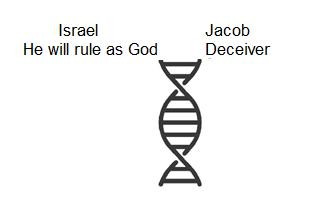 Israel
He will rule as God
Jacob
Deceiver